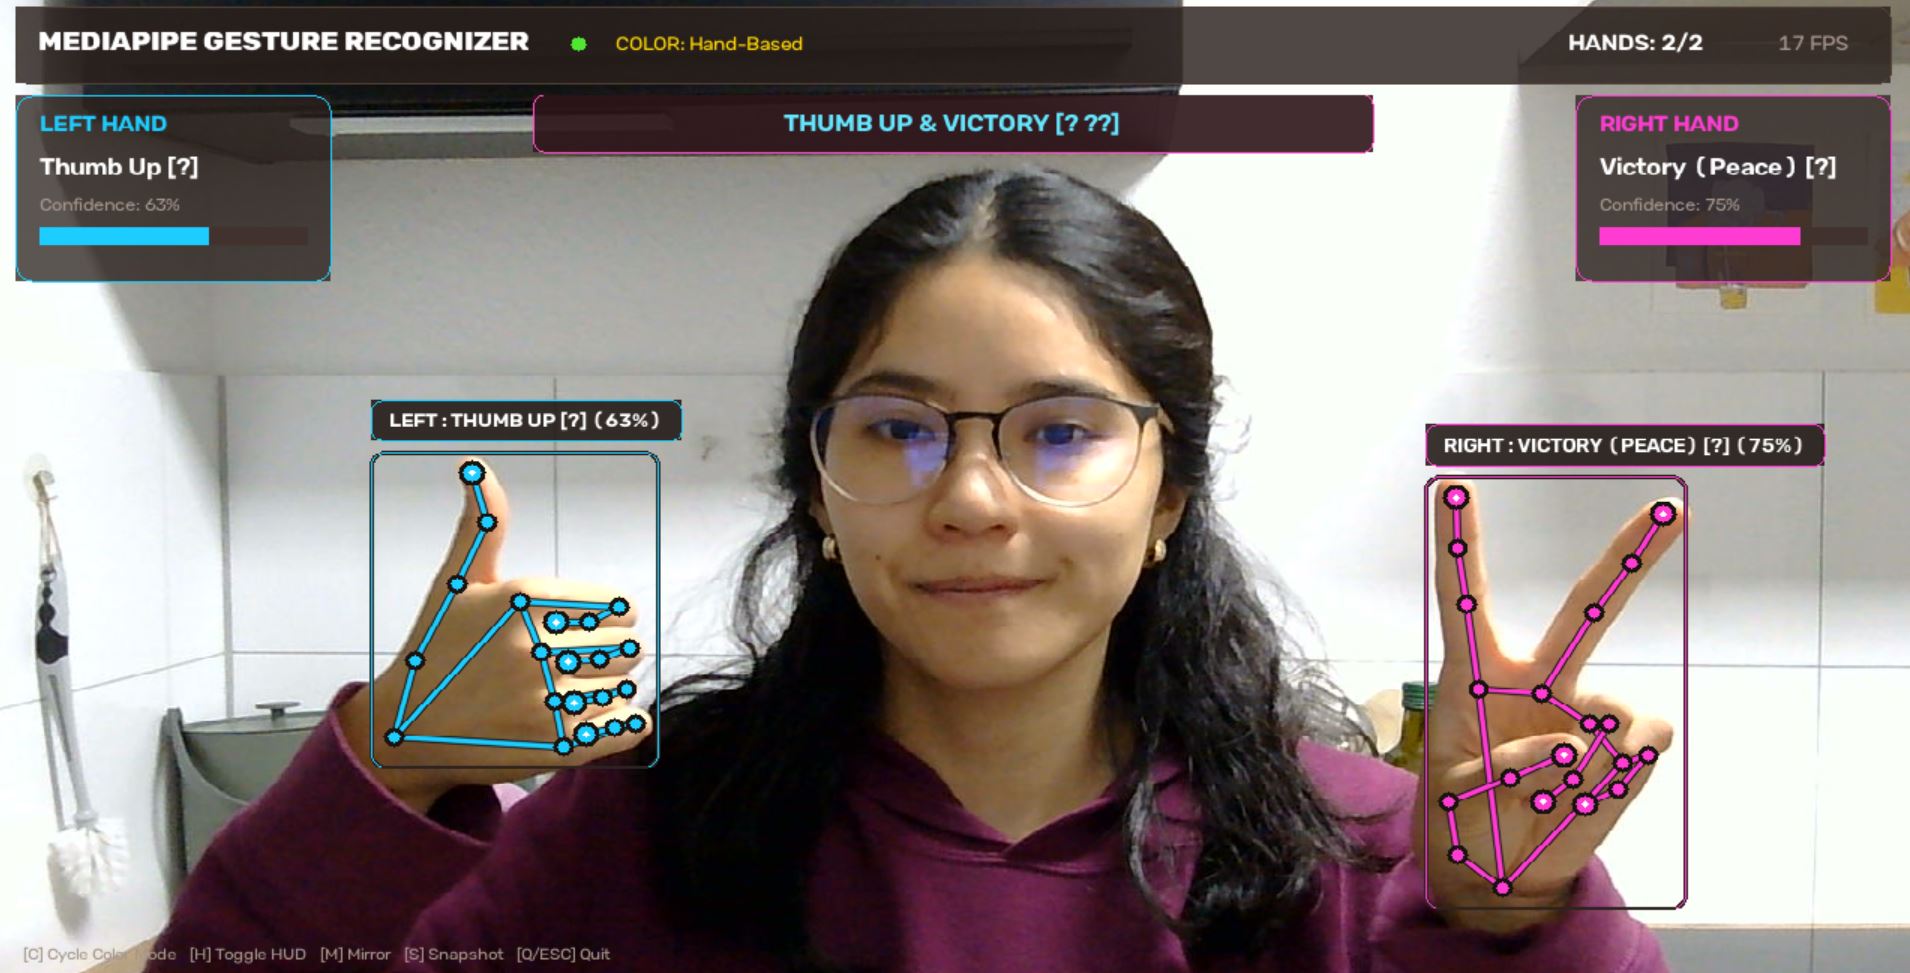 MEDIAPIPE GESTURE RECOGNIZER
COLOR: Hand-Based
HANDS: 2/2
17 FPS
LEFT HAND
Thumb Up [?]
Confidence: 63%
THUMB UP & VICTORY [? ??]
RIGHT HAND
Victory (Peace) [?]
Confidence: 75%
LEFT : THUMB UP [?] (63%)
RIGHT : VICTORY (PEACE) [?] (75%)
[C] Cycle Color Mode [H] Toggle HUD [M] Mirror [S] Snapshot [Q/ESC] Quit